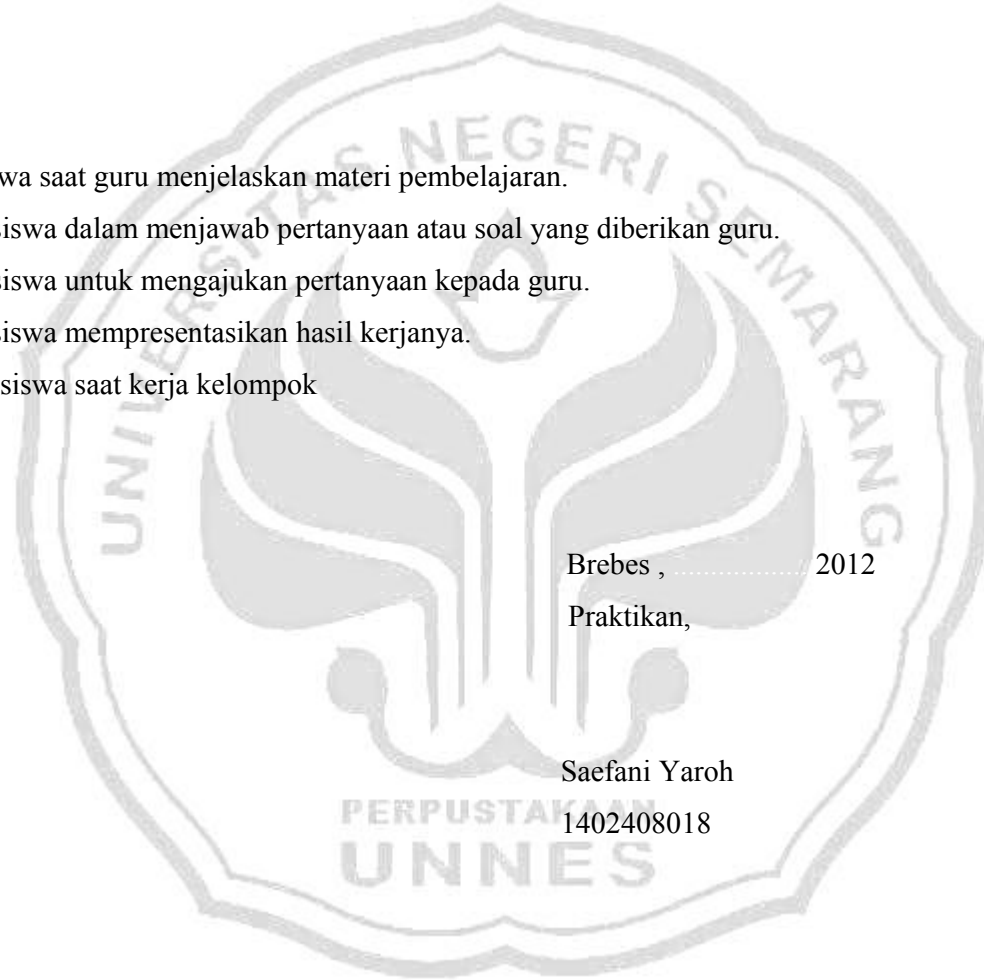 wa saat guru menjelaskan materi pembelajaran.
siswa dalam menjawab pertanyaan atau soal yang diberikan guru.
siswa untuk mengajukan pertanyaan kepada guru.
siswa mempresentasikan hasil kerjanya.
siswa saat kerja kelompok
UNIVERSITAS NEGERI SEMARANG
Brebes , .................... 2012
Praktikan,
Saefani Yaroh
1402408018
PERPUSTAKAAN
UNNES